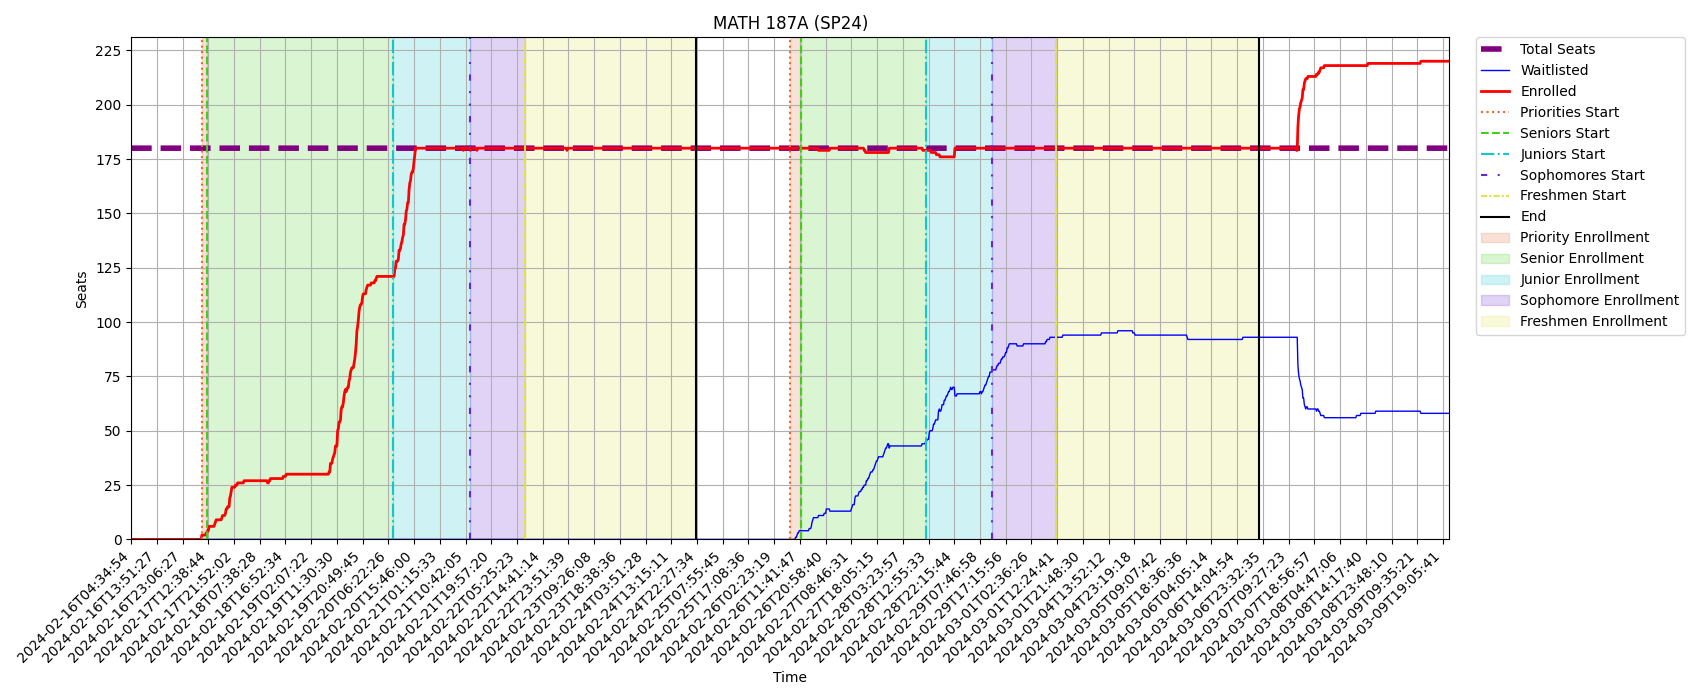 MATH 187A (SP24)
Seats
225
200
175
150
125
100
75
50
25
0
2024-02-16T04:34:54
2024-02-16T13:51:27
2024-02-16T23:06:27
2024-02-17T12:38:44
2024-02-17T21:52:02
2024-02-18T07:38:28
2024-02-18T16:52:34
2024-02-19T02:07:22
2024-02-19T11:30:30
2024-02-19T20:49:45
2024-02-20T06:22:26
2024-02-20T15:46:00
2024-02-21T01:15:33
2024-02-21T10:42:05
2024-02-21T19:57:20
2024-02-22T05:25:23
2024-02-22T14:41:14
2024-02-22T23:51:39
2024-02-23T09:26:08
2024-02-23T18:38:36
2024-02-24T03:51:28
2024-02-24T13:15:11
2024-02-24T22:27:34
2024-02-25T07:55:45
2024-02-25T17:08:36
2024-02-26T02:23:19
2024-02-26T11:41:47
2024-02-26T20:58:40
2024-02-27T08:46:31
2024-02-27T18:05:15
2024-02-28T03:23:57
2024-02-28T12:55:33
2024-02-28T22:15:44
2024-02-29T07:46:58
2024-02-29T17:15:56
2024-03-01T02:36:26
2024-03-01T12:24:41
2024-03-01T21:48:30
2024-03-04T13:52:12
2024-03-04T23:19:18
2024-03-05T09:07:42
2024-03-05T18:36:36
2024-03-06T04:05:14
2024-03-06T14:04:54
2024-03-06T23:32:35
2024-03-07T09:27:23
2024-03-07T18:56:57
2024-03-08T04:47:06
2024-03-08T14:17:40
2024-03-08T23:48:10
2024-03-09T09:35:21
2024-03-09T19:05:41
Time
Total Seats
Waitlisted
Enrolled
Priorities Start
Seniors Start
Juniors Start
Sophomores Start
Freshmen Start
End
Priority Enrollment
Senior Enrollment
Junior Enrollment
Sophomore Enrollment
Freshmen Enrollment